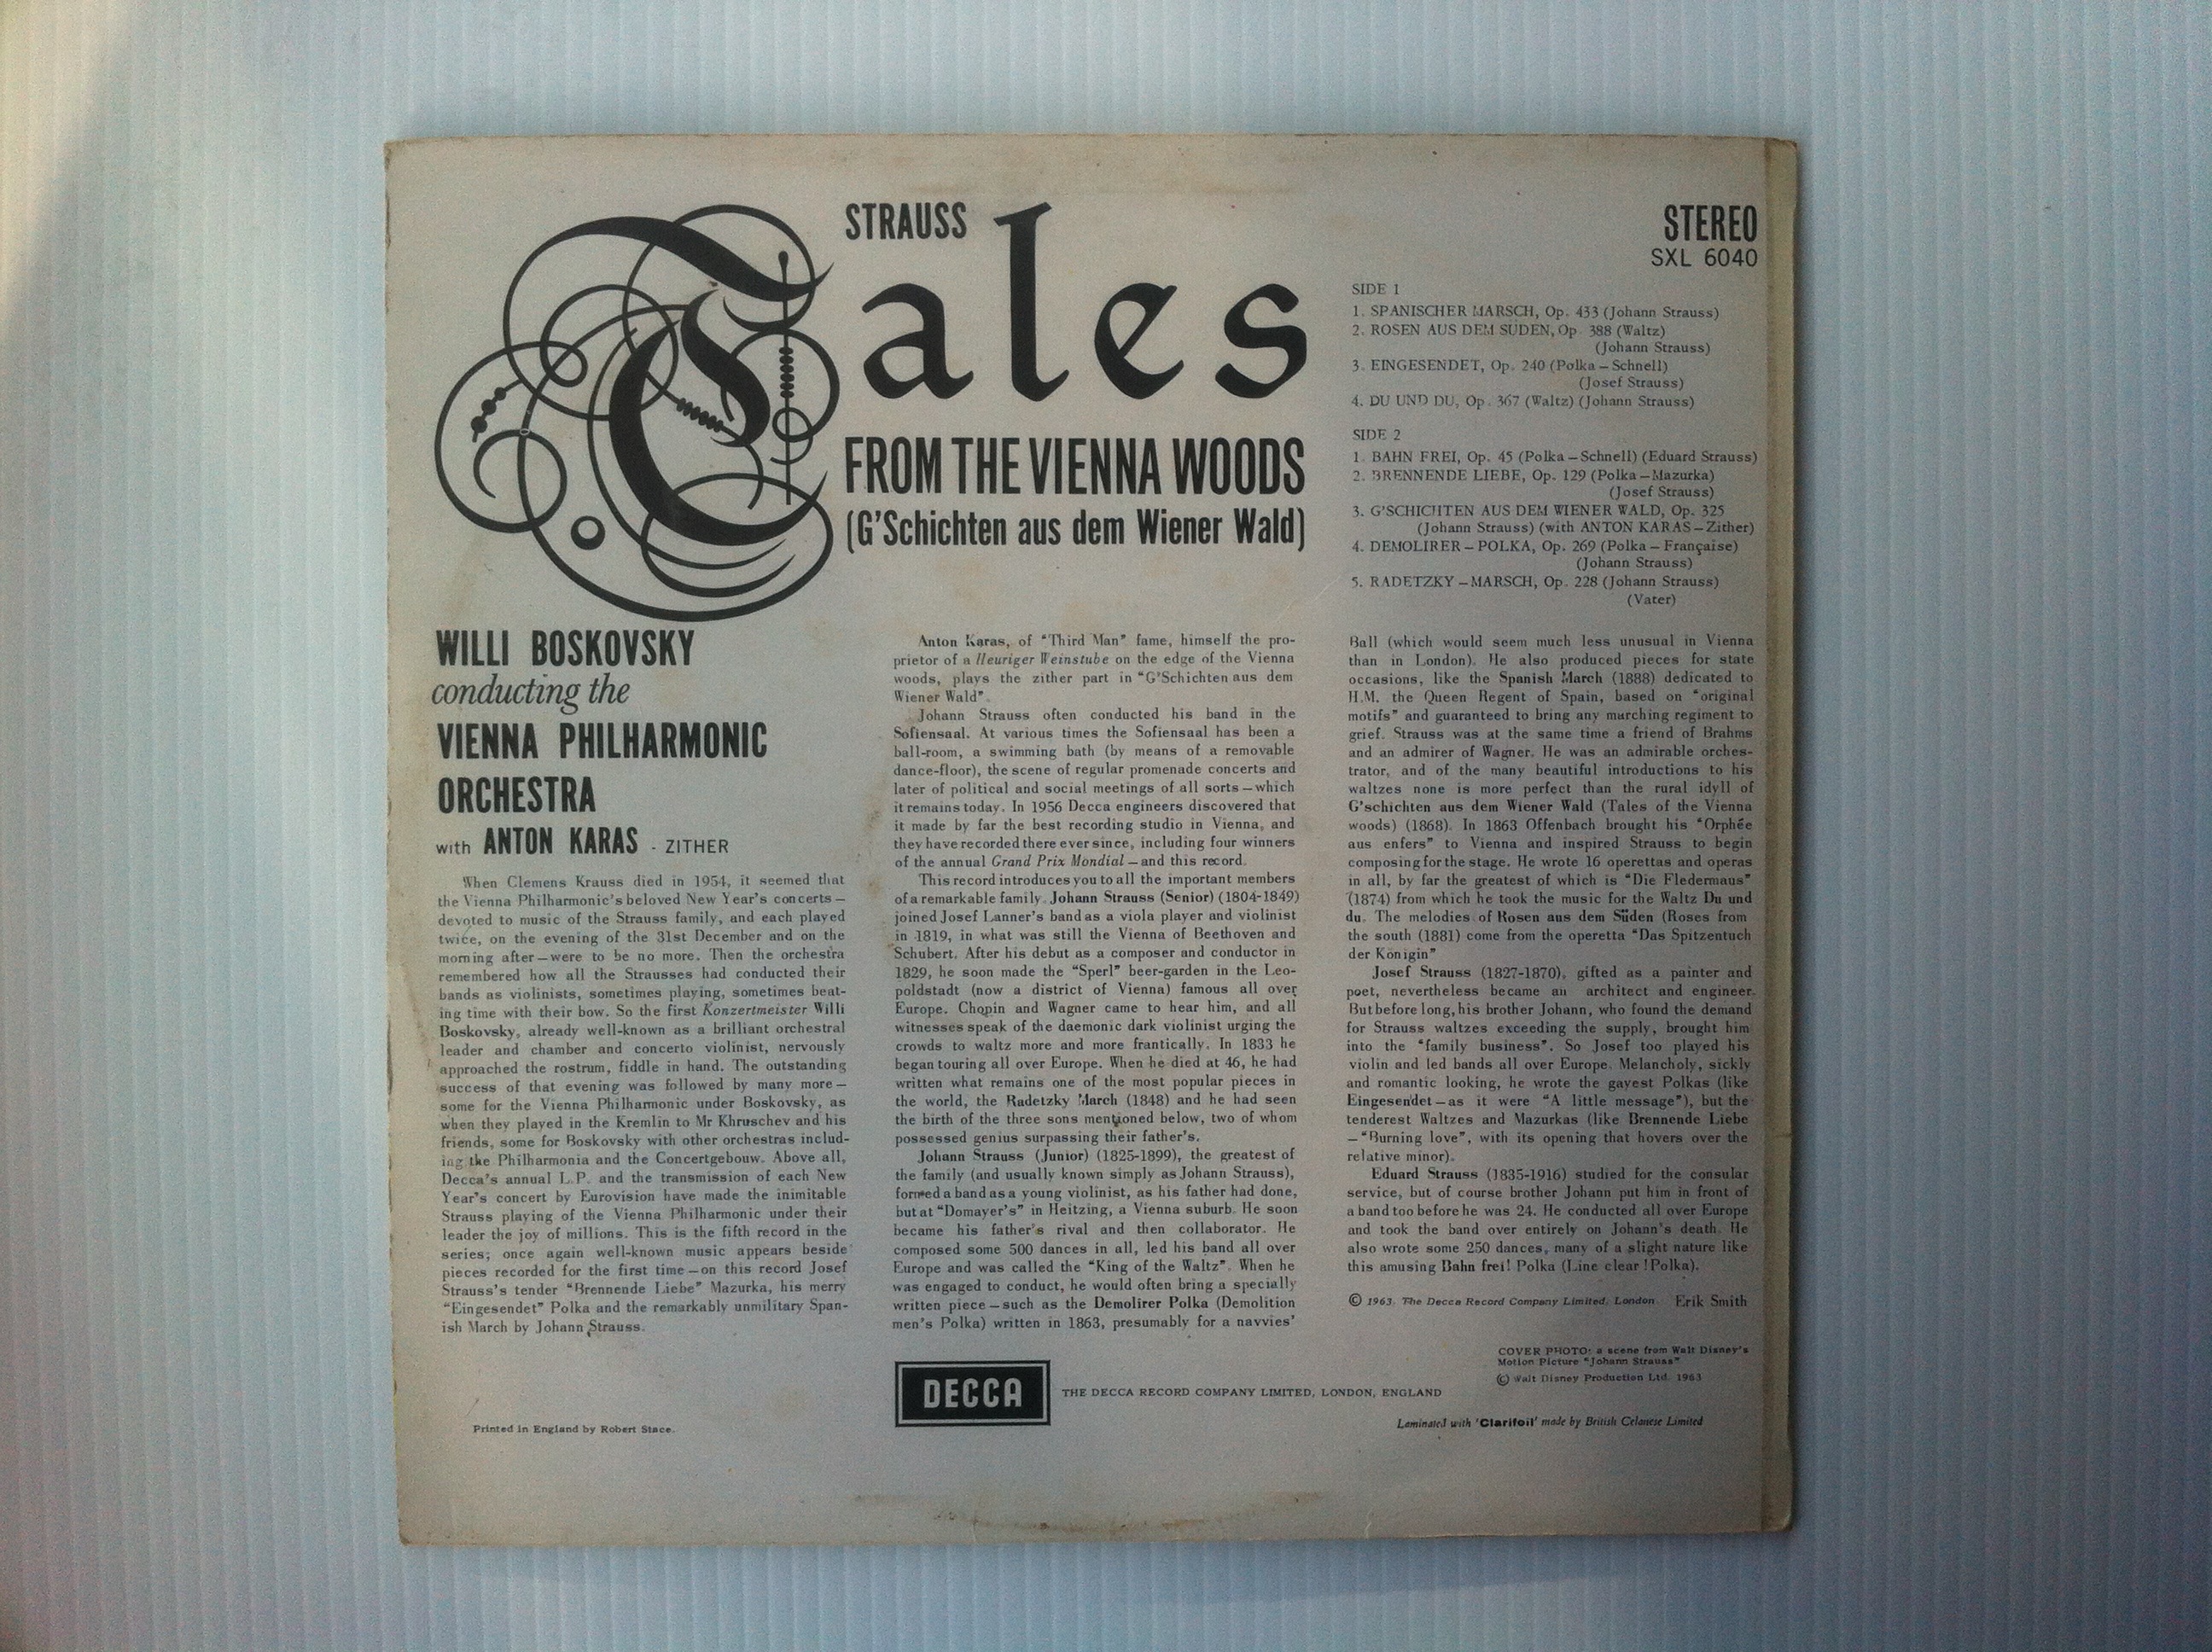 STRAUSS
Tales
FROM THE VIENNA WOODS
(G'Schichten aus dem Wiener Wald)
STEREO
SXL 6040
SIDE 1
1. SPANISCHER MARSCH, Op. 433 (Johann Strauss)
2. ROSEN AUS DEM SÜDEN, Op. 388 (Waltz)
(Johann Strauss)
3. EINGESENDET, Op. 240 (Polka – Schnell)
(Josef Strauss)
4. DU UND DU, Op. 367 (Waltz) (Johann Strauss)
SIDE 2
1. BAHN FREI, Op. 45 (Polka – Schnell) (Eduard Strauss)
2. BRENNENDE LIEBE, Op. 129 (Polka – Mazurka)
(Josef Strauss)
3. G'SCHICHTEN AUS DEM WIENER WALD, Op. 325
(Johann Strauss) (with ANTON KARAS – Zither)
4. DEMOLIRER – POLKA, Op. 269 (Polka – Française)
(Johann Strauss)
5. RADETZKY – MARSCH, Op. 228 (Johann Strauss)
(Vater)
WILLI BOSKOVSKY
conducting the
VIENNA PHILHARMONIC
ORCHESTRA
with ANTON KARAS - ZITHER
When Clemens Krauss died in 1954, it seemed that
the Vienna Philharmonic's beloved New Year's concerts –
devoted to music of the Strauss family, and each played
twice, on the evening of the 31st December and on the
morning after – were to be no more. Then the orchestra
remembered how all the Strausses had conducted their
bands as violinists, sometimes playing, sometimes beat-
ing time with their bow. So the first Konzertmeister Willi
Boskovsky, already well-known as a brilliant orchestral
leader and chamber and concerto violinist, nervously
approached the rostrum, fiddle in hand. The outstanding
success of that evening was followed by many more –
some for the Vienna Philharmonic under Boskovsky, as
when they played in the Kremlin to Mr Khruschev and his
friends, some for Boskovsky with other orchestras includ-
ing the Philharmonia and the Concertgebouw. Above all,
Decca's annual L.P. and the transmission of each New
Year's concert by Eurovision have made the inimitable
Strauss playing of the Vienna Philharmonic under their
leader the joy of millions. This is the fifth record in the
series; once again well-known music appears beside
pieces recorded for the first time – on this record Josef
Strauss's tender "Brennende Liebe" Mazurka, his merry
"Eingesendet" Polka and the remarkably unmilitary Span-
ish March by Johann Strauss.
Anton Karas, of "Third Man" fame, himself the pro-
prietor of a Heuriger Weinstube on the edge of the Vienna
woods, plays the zither part in "G'Schichten aus dem
Wiener Wald".
Johann Strauss often conducted his band in the
Sofiensaal. At various times the Sofiensaal has been a
ball-room, a swimming bath (by means of a removable
dance-floor), the scene of regular promenade concerts and
later of political and social meetings of all sorts – which
it remains today. In 1956 Decca engineers discovered that
it made by far the best recording studio in Vienna, and
they have recorded there ever since, including four winners
of the annual Grand Prix Mondial – and this record.
This record introduces you to all the important members
of a remarkable family. Johann Strauss (Senior) (1804-1849)
joined Josef Lanner's band as a viola player and violinist
in 1819, in what was still the Vienna of Beethoven and
Schubert. After his debut as a composer and conductor in
1829, he soon made the "Sperl" beer-garden in the Leo-
poldstadt (now a district of Vienna) famous all over
Europe. Chopin and Wagner came to hear him, and all
witnesses speak of the daemonic dark violinist urging the
crowds to waltz more and more frantically. In 1833 he
began touring all over Europe. When he died at 46, he had
written what remains one of the most popular pieces in
the world, the Radetzky March (1848) and he had seen
the birth of the three sons mentioned below, two of whom
possessed genius surpassing their father's.
Johann Strauss (Junior) (1825-1899), the greatest of
the family (and usually known simply as Johann Strauss),
formed a band as a young violinist, as his father had done,
but at "Domayer's" in Heitzing, a Vienna suburb. He soon
became his father's rival and then collaborator. He
composed some 500 dances in all, led his band all over
Europe and was called the "King of the Waltz". When he
was engaged to conduct, he would often bring a specially
written piece – such as the Demolirer Polka (Demolition
men's Polka) written in 1863, presumably for a navvies'
Ball (which would seem much less unusual in Vienna
than in London). He also produced pieces for state
occasions, like the Spanish March (1888) dedicated to
H.M. the Queen Regent of Spain, based on "original
motifs" and guaranteed to bring any marching regiment to
grief. Strauss was at the same time a friend of Brahms
and an admirer of Wagner. He was an admirable orches-
trator, and of the many beautiful introductions to his
waltzes none is more perfect than the rural idyll of
G'schichten aus dem Wiener Wald (Tales of the Vienna
woods) (1868). In 1863 Offenbach brought his "Orphée
aus enfers" to Vienna and inspired Strauss to begin
composing for the stage. He wrote 16 operettas and operas
in all, by far the greatest of which is "Die Fledermaus"
(1874) from which he took the music for the Waltz Du und
du. The melodies of Rosen aus dem Süden (Roses from
the south (1881) come from the operetta "Das Spitzentuch
der Königin"
Josef Strauss (1827-1870), gifted as a painter and
poet, nevertheless became an architect and engineer.
But before long, his brother Johann, who found the demand
for Strauss waltzes exceeding the supply, brought him
into the "family business". So Josef too played his
violin and led bands all over Europe. Melancholy, sickly
and romantic looking, he wrote the gayest Polkas (like
Eingesendet – as it were "A little message"), but the
tenderest Waltzes and Mazurkas (like Brennende Liebe
– "Burning love", with its opening that hovers over the
relative minor).
Eduard Strauss (1835-1916) studied for the consular
service, but of course brother Johann put him in front of
a band too before he was 24. He conducted all over Europe
and took the band over entirely on Johann's death. He
also wrote some 250 dances, many of a slight nature like
this amusing Bahn frei! Polka (Line clear! Polka).
© 1963. The Decca Record Company Limited. London. Erik Smith
COVER PHOTO: a scene from Walt Disney's
Motion Picture "Johann Strauss"
© Walt Disney Production Ltd. 1963
DECCA
THE DECCA RECORD COMPANY LIMITED, LONDON, ENGLAND
Laminated with 'Clarifoil' made by British Celanese Limited
Printed in England by Robert Stace.